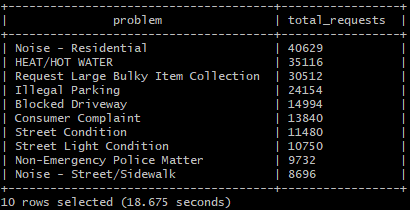 +-----------------------------------+-----------------+
|              problem              | total_requests  |
+-----------------------------------+-----------------+
| Noise - Residential               | 40629           |
| HEAT/HOT WATER                    | 35116           |
| Request Large Bulky Item Collection | 30512           |
| Illegal Parking                   | 24154           |
| Blocked Driveway                  | 14994           |
| Consumer Complaint                | 13840           |
| Street Condition                  | 11480           |
| Street Light Condition            | 10750           |
| Non-Emergency Police Matter       | 9732            |
| Noise - Street/Sidewalk           | 8696            |
+-----------------------------------+-----------------+
10 rows selected (18.675 seconds)